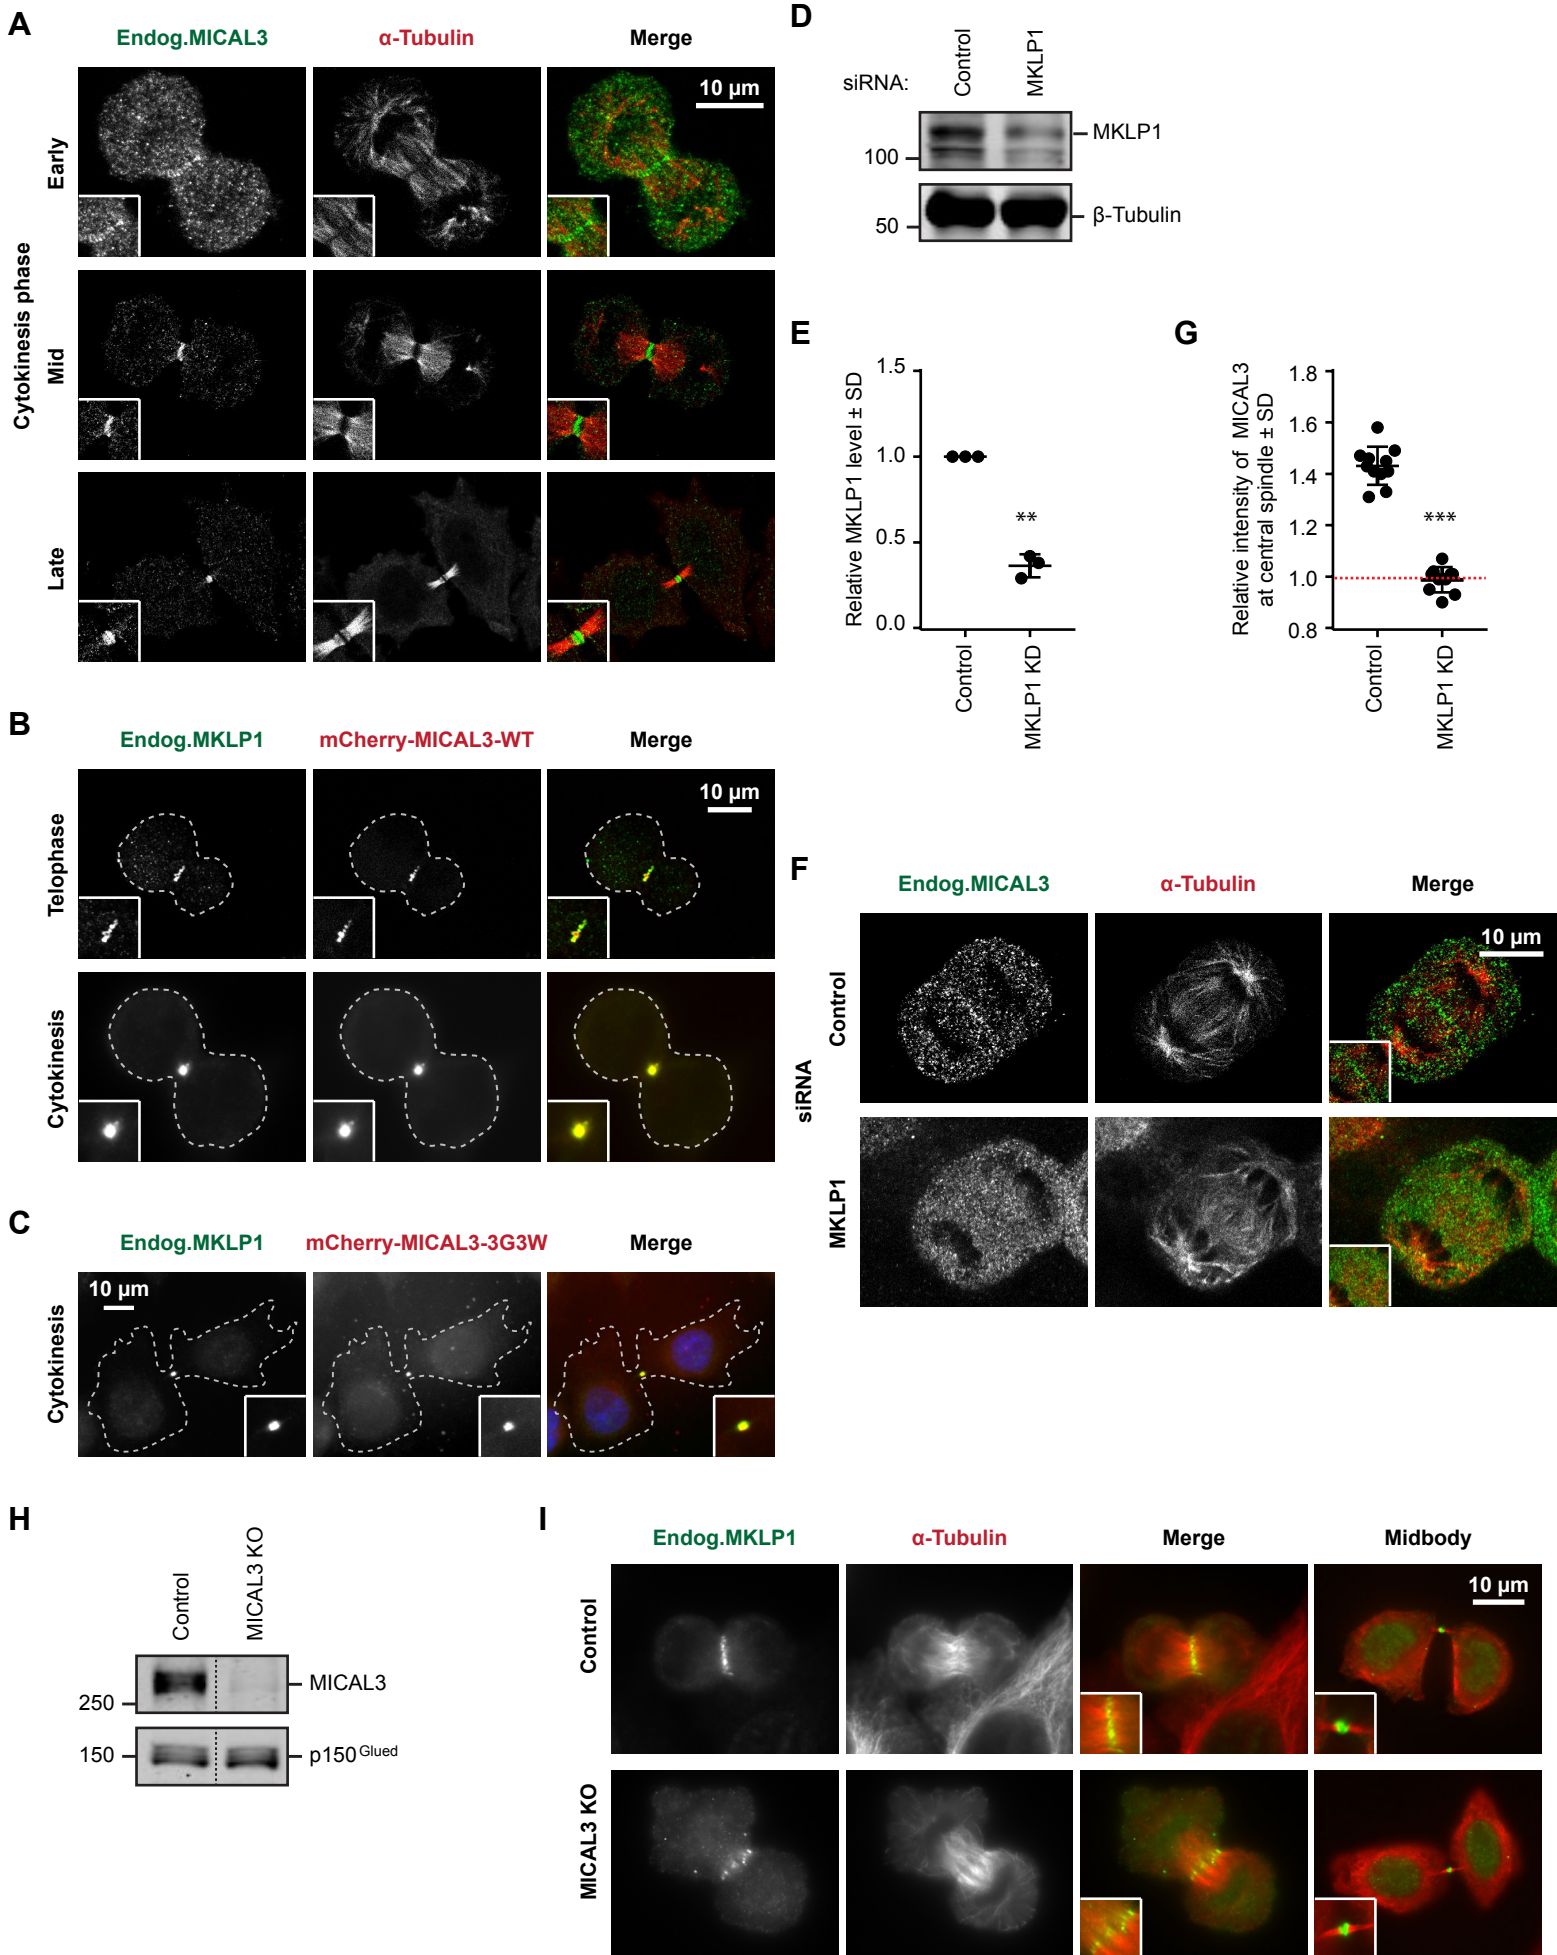 A
Endog.MICAL3
α-Tubulin
Merge
Cytokinesis phase
Early
10 µm
Mid
Late
B
Endog.MKLP1
mCherry-MICAL3-WT
Merge
Telophase
10 µm
Cytokinesis
C
Endog.MKLP1
mCherry-MICAL3-3G3W
Merge
Cytokinesis
10 µm
D
siRNA:
Control
MKLP1
MKLP1
100
β-Tubulin
50
E
Relative MKLP1 level ± SD
1.5
1.0
0.5
0.0
**
Control
MKLP1 KD
G
Relative intensity of MICAL3
at central spindle ± SD
1.8
1.6
1.4
1.2
1.0
0.8
***
Control
MKLP1 KD
F
Endog.MICAL3
α-Tubulin
Merge
siRNA
Control
10 µm
MKLP1
H
Control
MICAL3 KO
MICAL3
250
150
p150Glued
I
Endog.MKLP1
α-Tubulin
Merge
Midbody
Control
10 µm
MICAL3 KO